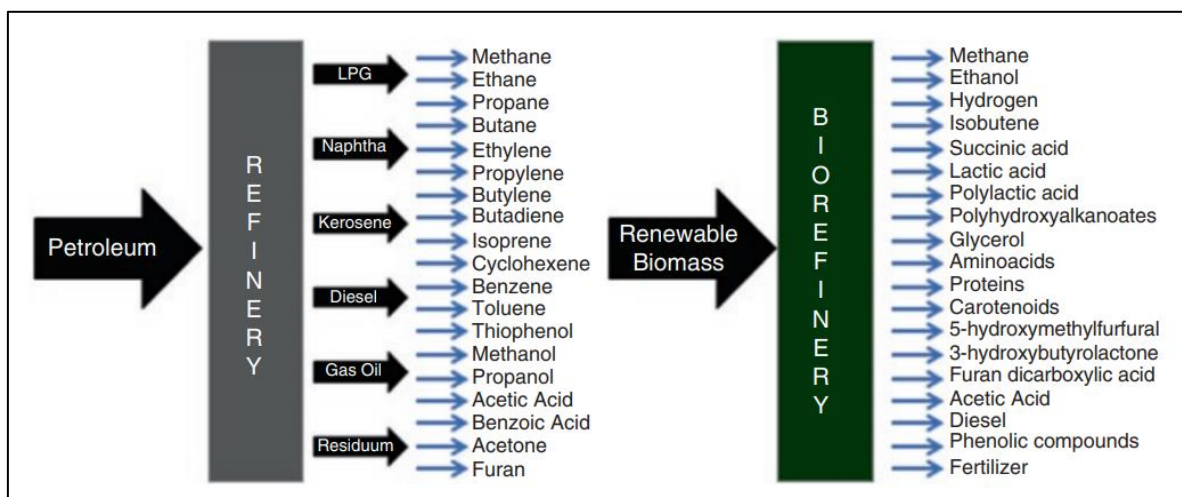 Petroleum
REFINERY
LPG
Naphtha
Kerosene
Diesel
Gas Oil
Residuum
Methane
Ethane
Propane
Butane
Ethylene
Propylene
Butylene
Butadiene
Isoprene
Cyclohexene
Benzene
Toluene
Thiophenol
Methanol
Propanol
Acetic Acid
Benzoic Acid
Acetone
Furan
Renewable
Biomass
BIOREFINERY
Methane
Ethanol
Hydrogen
Isobutene
Succinic acid
Lactic acid
Polylactic acid
Polyhydroxyalkanoates
Glycerol
Aminoacids
Proteins
Carotenoids
5-hydroxymethylfurfural
3-hydroxybutyrolactone
Furan dicarboxylic acid
Acetic Acid
Diesel
Phenolic compounds
Fertilizer